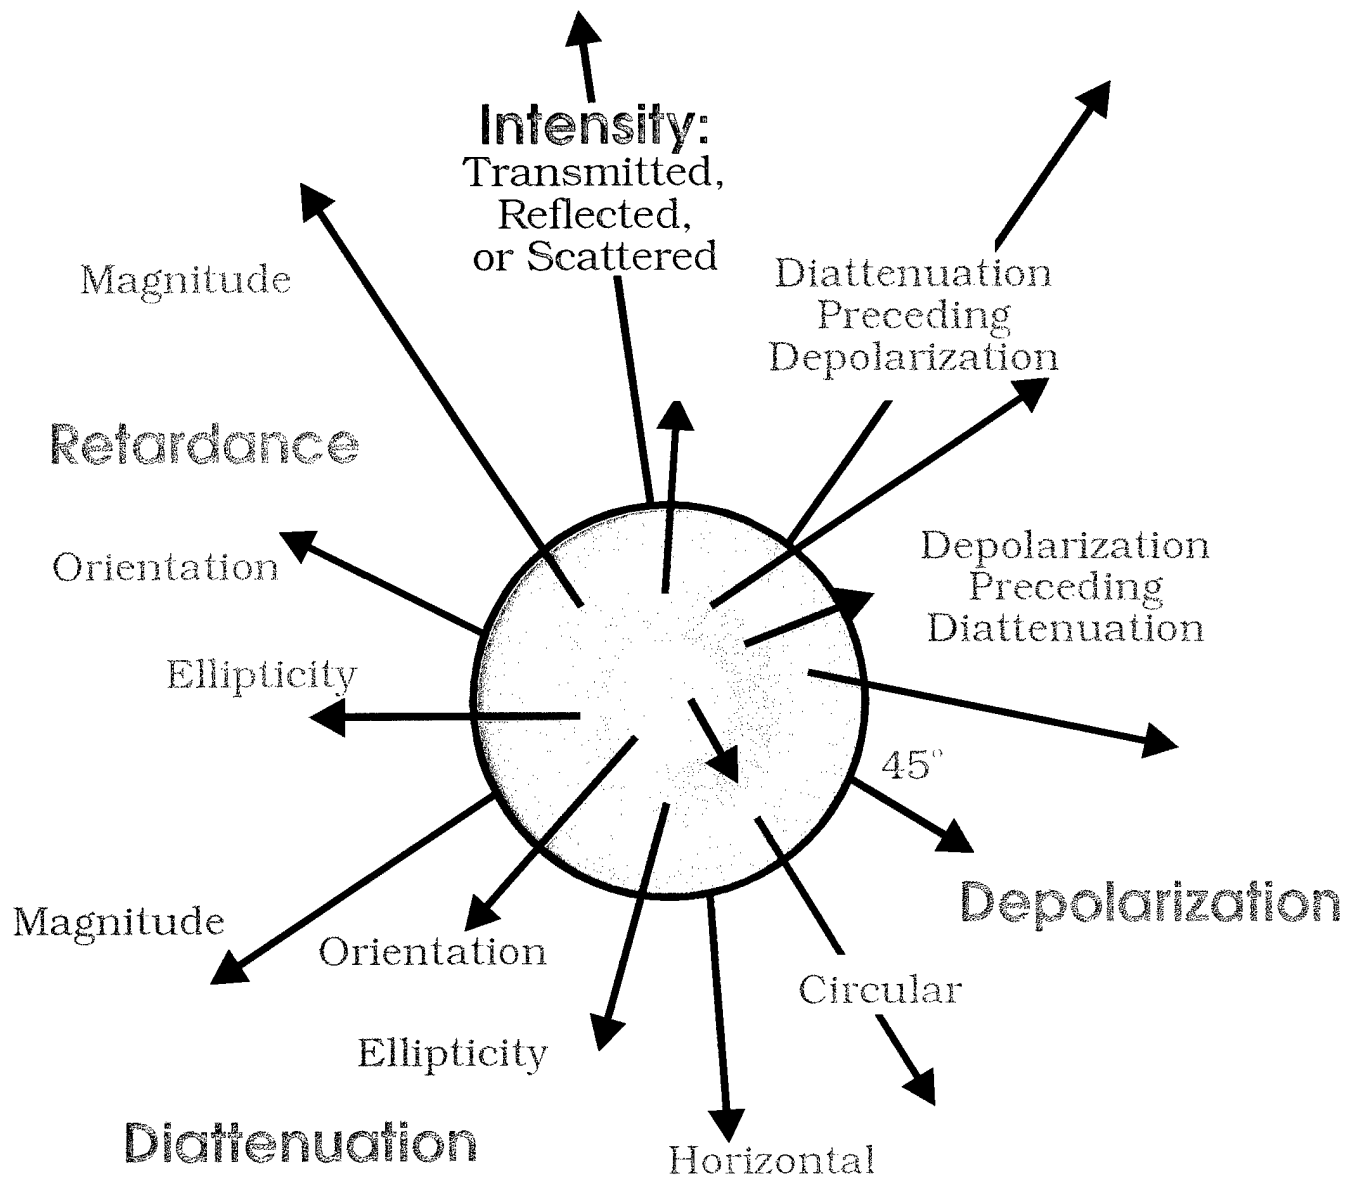 Intensity:
Transmitted,
Reflected,
or Scattered
Magnitude
Retardance
Orientation
Ellipticity
Diattenuation
Preceding
Depolarization
Depolarization
Preceding
Diattenuation
45°
Depolarization
Circular
Horizontal
Magnitude
Orientation
Ellipticity
Diattenuation